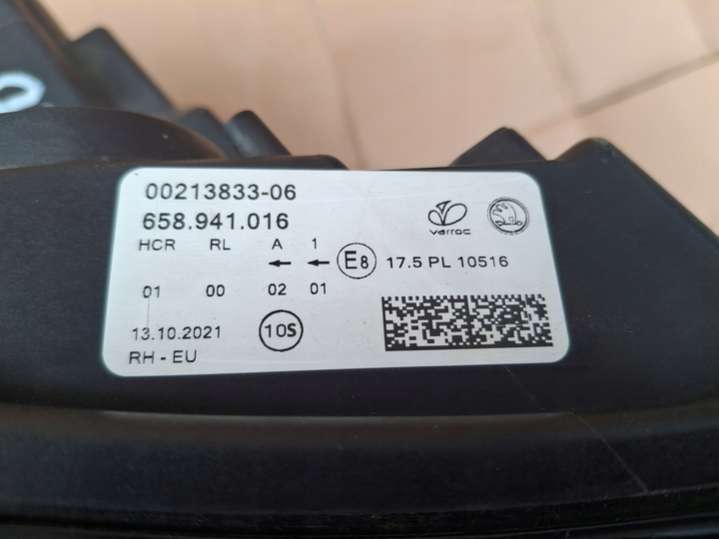 00213833-06
658.941.016
varroc
HCR RL A 1
E8 17.5 PL 10516
01 00 02 01
13.10.2021 10S
RH - EU